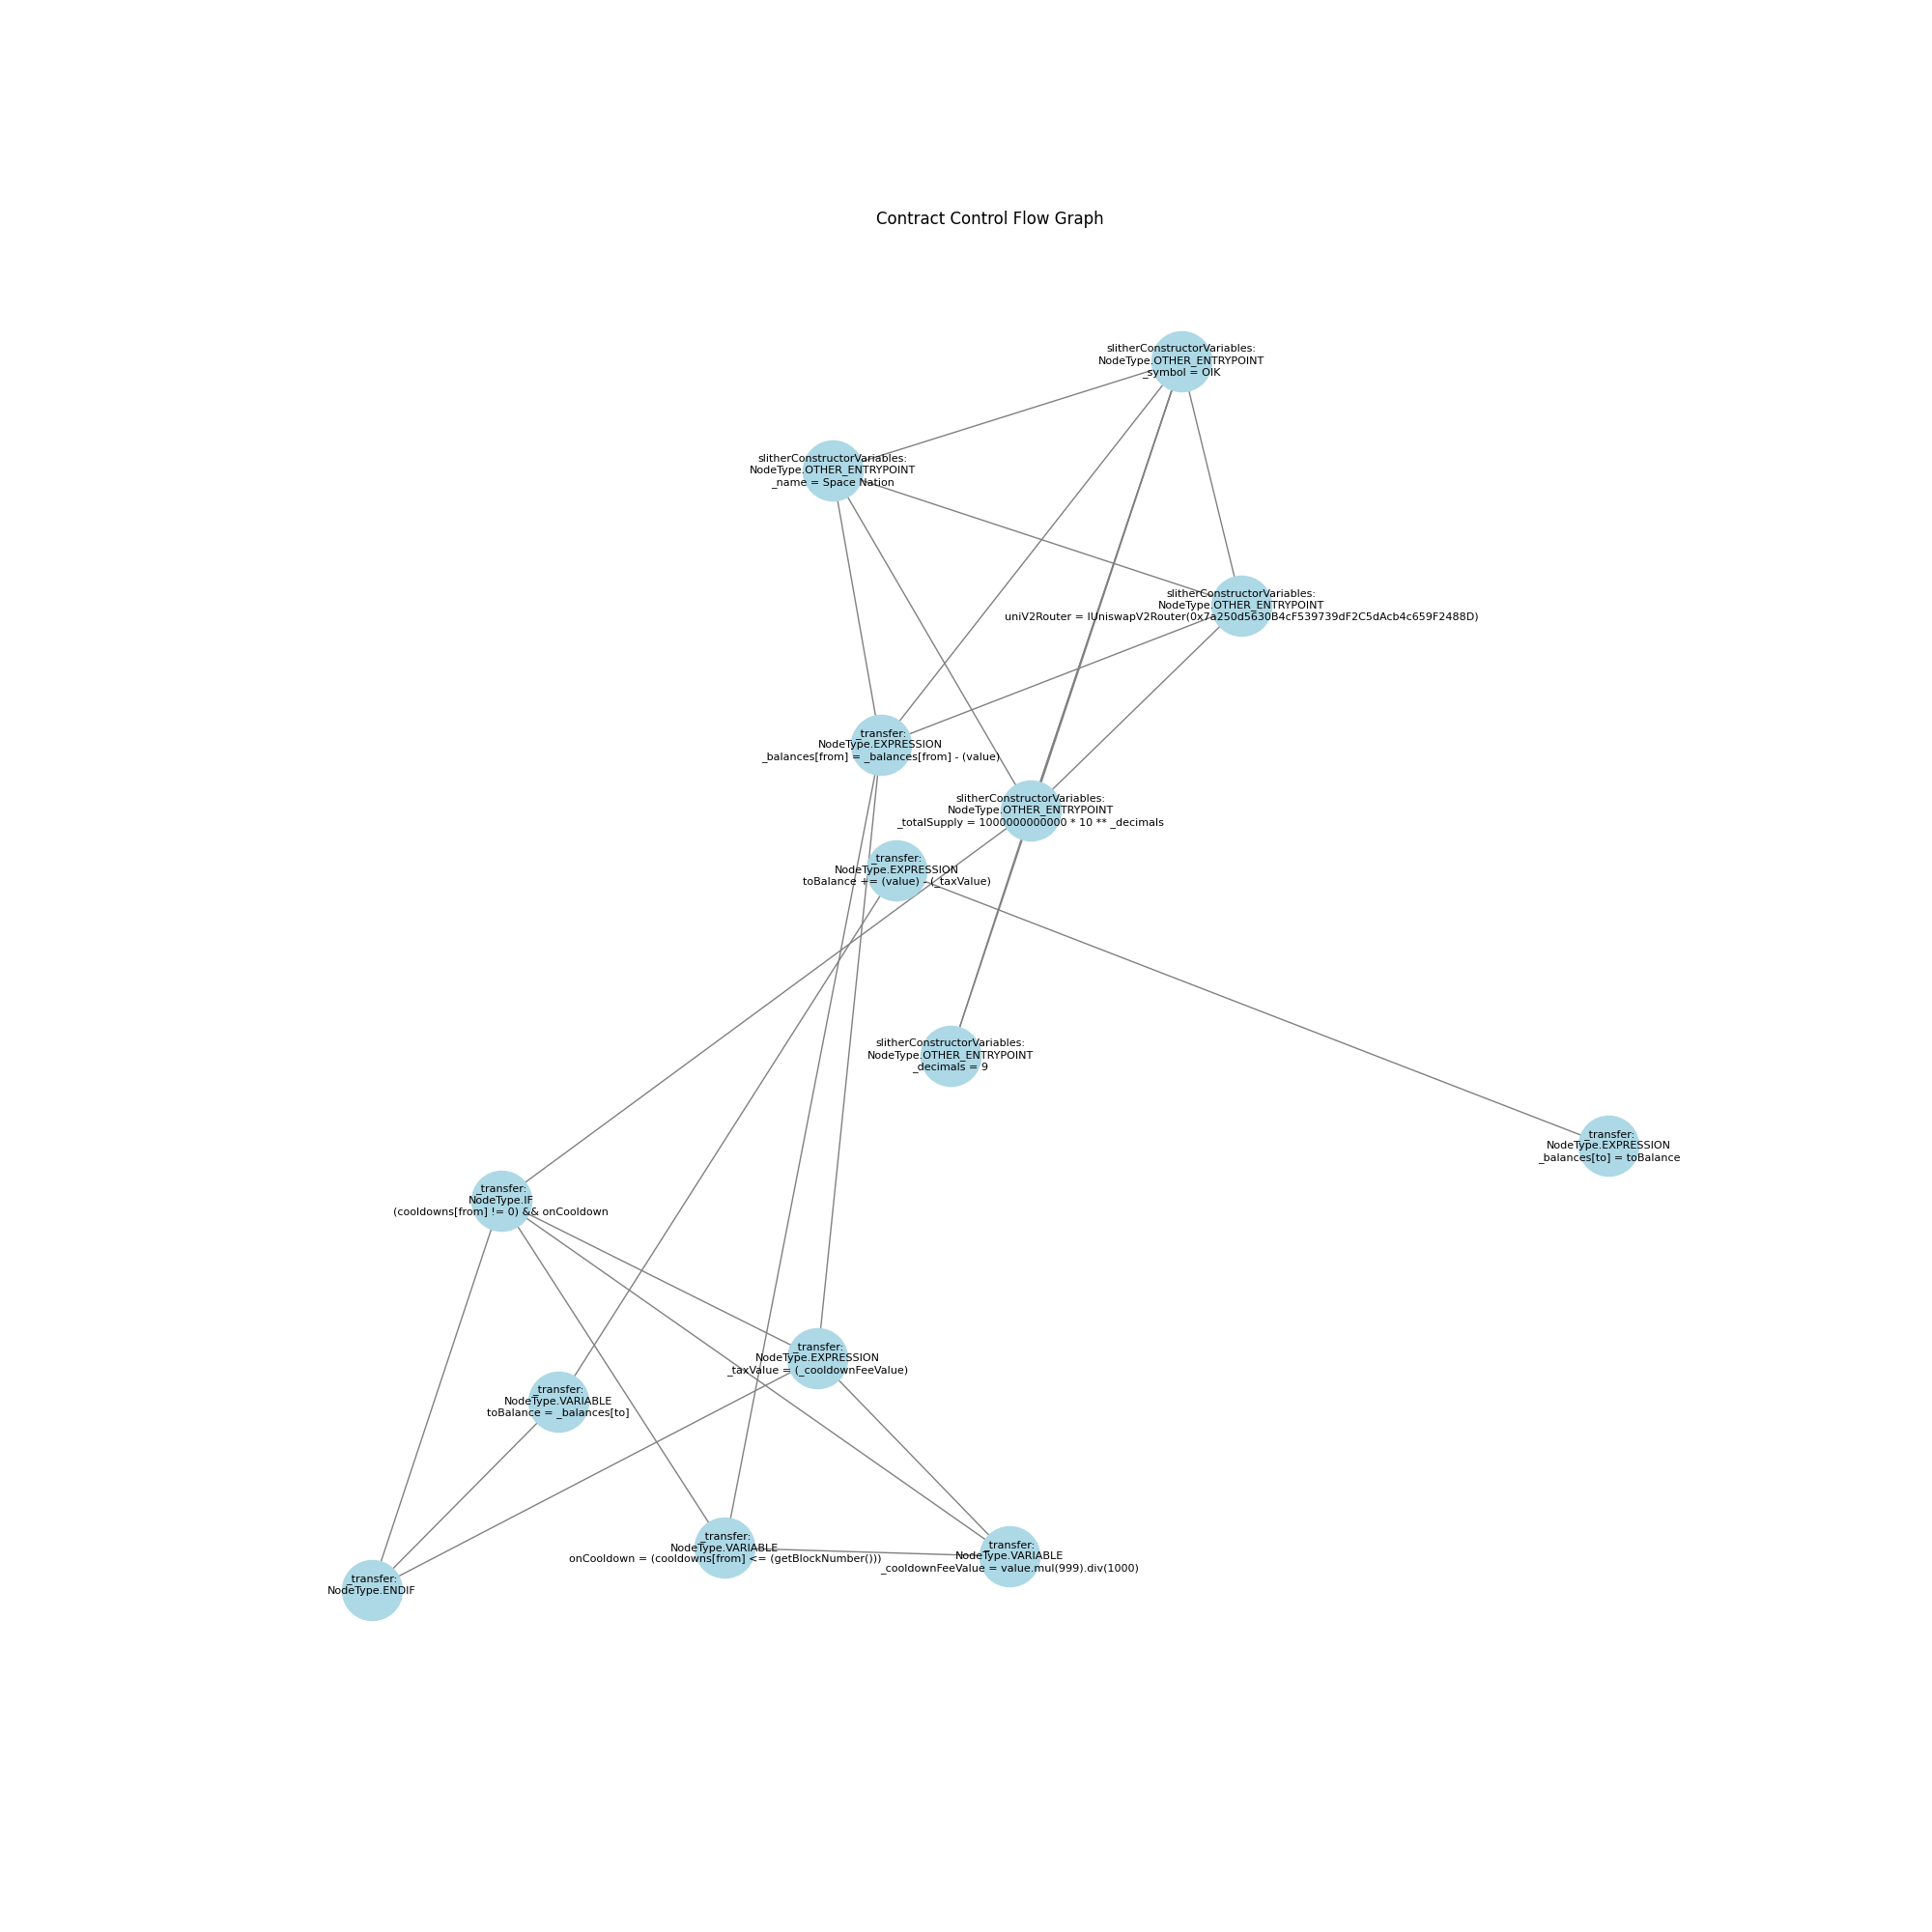 Contract Control Flow Graph
slitherConstructorVariables:
NodeType.OTHER_ENTRYPOINT
_symbol = OIK
slitherConstructorVariables:
NodeType.OTHER_ENTRYPOINT
_name = Space Nation
slitherConstructorVariables:
NodeType.OTHER_ENTRYPOINT
uniV2Router = IUniswapV2Router(0x7a250d5630B4cF539739dF2C5dAcb4c659F2488D)
_transfer:
NodeType.EXPRESSION
_balances[from] = _balances[from] - (value)
slitherConstructorVariables:
NodeType.OTHER_ENTRYPOINT
_totalSupply = 1000000000000 * 10 ** _decimals
_transfer:
NodeType.EXPRESSION
toBalance += (value) - (_taxValue)
slitherConstructorVariables:
NodeType.OTHER_ENTRYPOINT
_decimals = 9
_transfer:
NodeType.EXPRESSION
_balances[to] = toBalance
_transfer:
NodeType.IF
(cooldowns[from] != 0) && onCooldown
_transfer:
NodeType.EXPRESSION
_taxValue = (_cooldownFeeValue)
_transfer:
NodeType.VARIABLE
toBalance = _balances[to]
_transfer:
NodeType.VARIABLE
onCooldown = (cooldowns[from] <= (getBlockNumber()))
_transfer:
NodeType.VARIABLE
_cooldownFeeValue = value.mul(999).div(1000)
_transfer:
NodeType.ENDIF